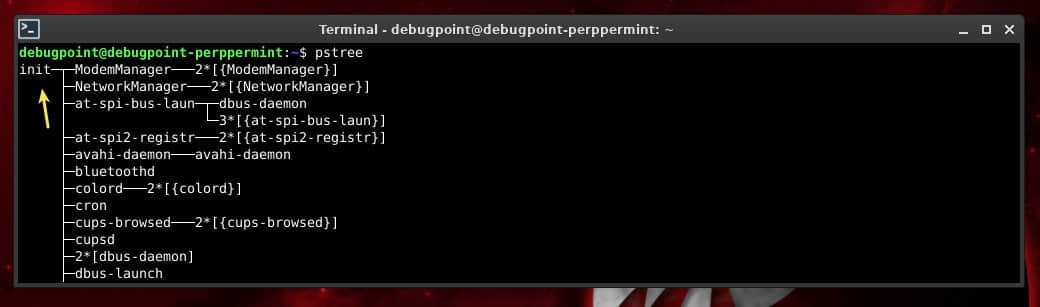 Terminal - debugpoint@debugpoint-perppermint: ~
debugpoint@debugpoint-perppermint:~$ pstree
init─┬─ModemManager───2*[{ModemManager}]
     ├─NetworkManager───2*[{NetworkManager}]
     ├─at-spi-bus-laun─┬─dbus-daemon
     │                 └─3*[{at-spi-bus-laun}]
     ├─at-spi2-registr───2*[{at-spi2-registr}]
     ├─avahi-daemon───avahi-daemon
     ├─bluetoothd
     ├─colord───2*[{colord}]
     ├─cron
     ├─cups-browsed───2*[{cups-browsed}]
     ├─cupsd
     ├─2*[dbus-daemon]
     ├─dbus-launch